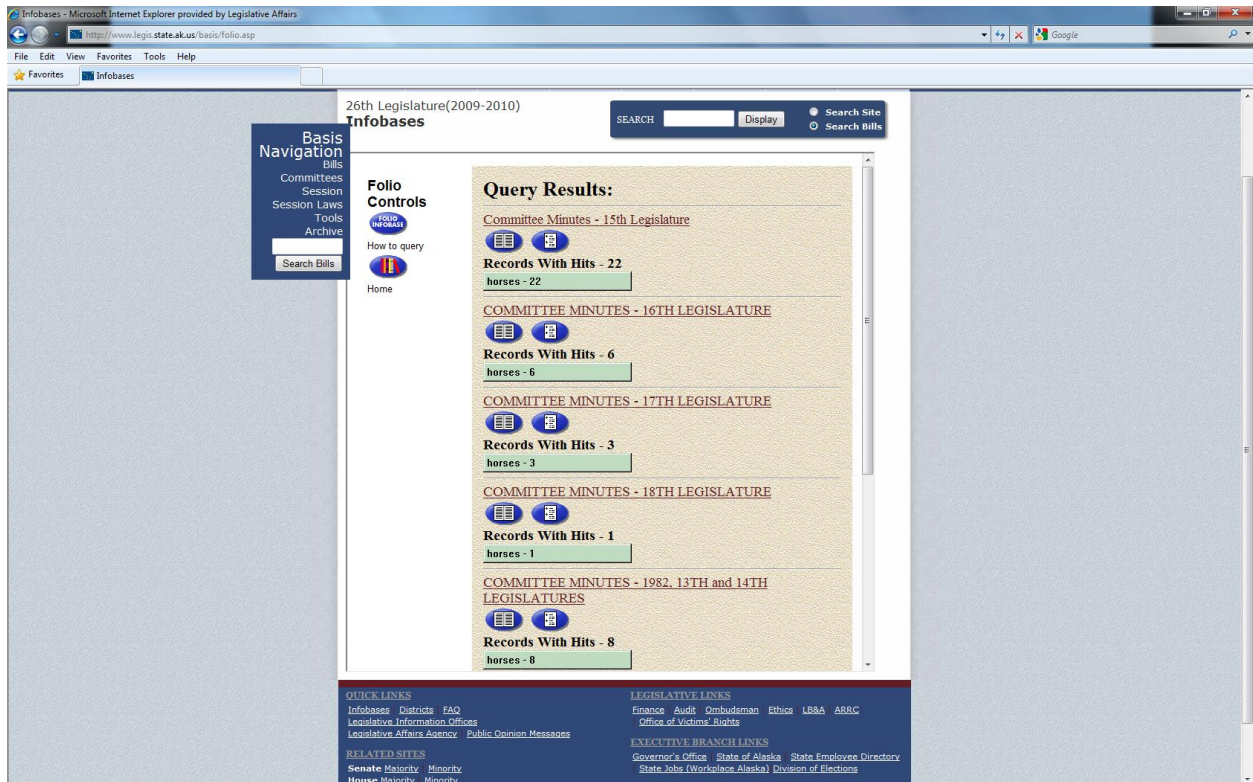 Infobases - Microsoft Internet Explorer provided by Legislative Affairs
http://www.legis.state.ak.us/basis/folio.asp
Google
File Edit View Favorites Tools Help
Favorites Infobases
26th Legislature(2009-2010)
Infobases
SEARCH Display
Search Site
Search Bills
Basis
Navigation
Bills
Committees
Session
Session Laws
Tools
Archive
Search Bills
Folio
Controls
FOLIO
INFOBASE
How to query
Home
Query Results:
Committee Minutes - 15th Legislature
Records With Hits - 22
horses - 22
COMMITTEE MINUTES - 16TH LEGISLATURE
Records With Hits - 6
horses - 6
COMMITTEE MINUTES - 17TH LEGISLATURE
Records With Hits - 3
horses - 3
COMMITTEE MINUTES - 18TH LEGISLATURE
Records With Hits - 1
horses - 1
COMMITTEE MINUTES - 1982, 13TH and 14TH
LEGISLATURES
Records With Hits - 8
horses - 8
QUICK LINKS
Infobases Districts FAQ
Legislative Information Offices
Legislative Affairs Agency Public Opinion Messages
RELATED SITES
Senate Majority Minority
House Majority Minority
LEGISLATIVE LINKS
Finance Audit Ombudsman Ethics LB&A ARRC
Office of Victims' Rights
EXECUTIVE BRANCH LINKS
Governor's Office State of Alaska State Employee Directory
State Jobs (Workplace Alaska) Division of Elections